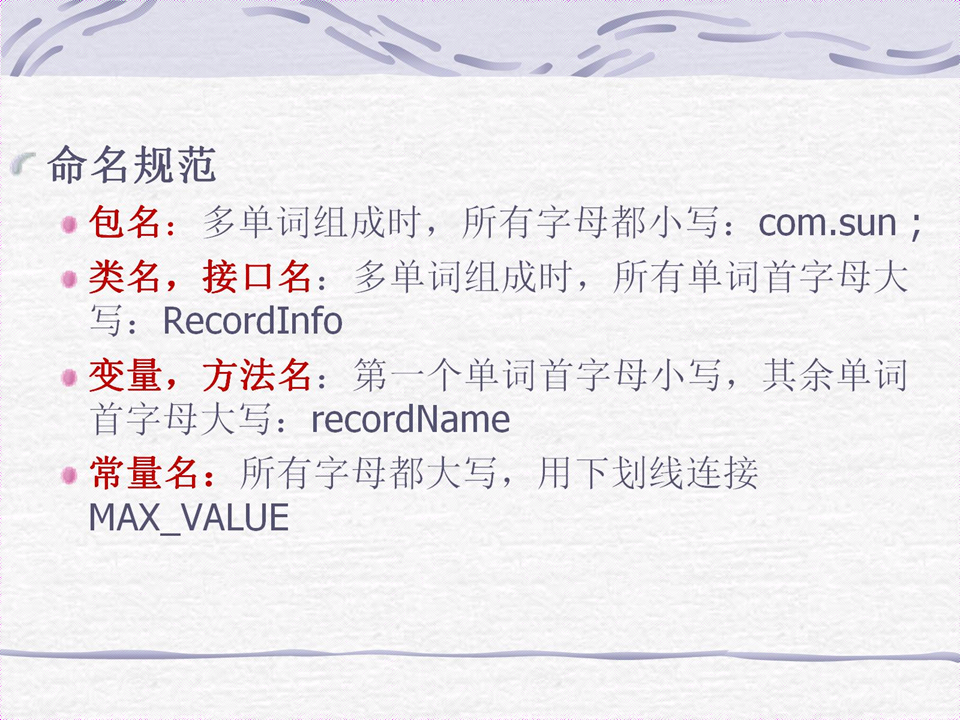 命名规范
包名：多单词组成时，所有字母都小写：com.sun；
类名，接口名：多单词组成时，所有单词首字母大
写：RecordInfo
变量，方法名：第一个单词首字母小写，其余单词
首字母大写：recordName
常量名：所有字母都大写，用下划线连接
MAX_VALUE